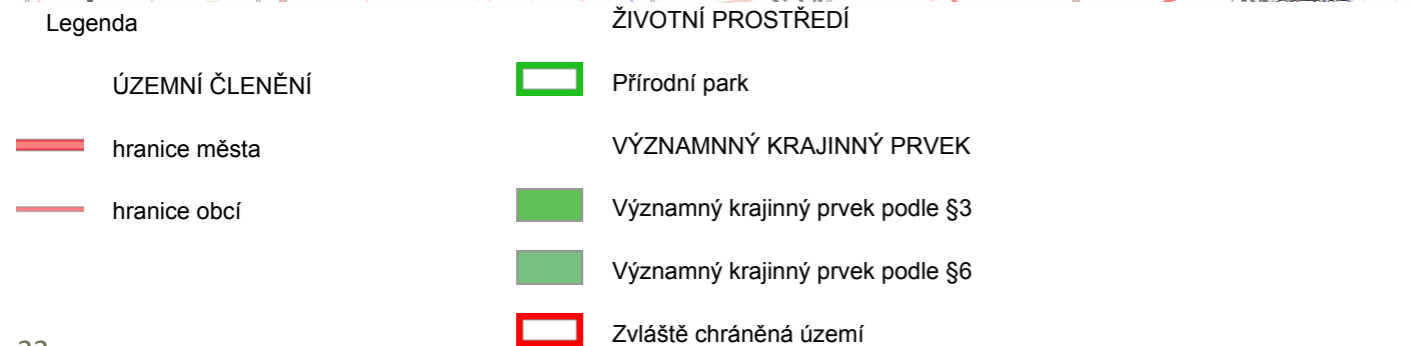 Legenda
ÚZEMNÍ ČLENĚNÍ
hranice města
hranice obcí
ŽIVOTNÍ PROSTŘEDÍ
Přírodní park
VÝZNAMNNÝ KRAJINNÝ PRVEK
Významný krajinný prvek podle §3
Významný krajinný prvek podle §6
Zvláště chráněná území